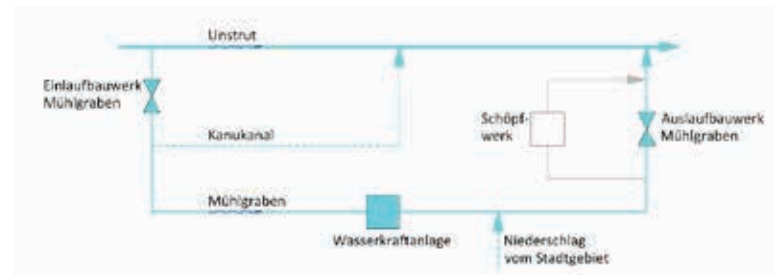 Unstrut
Einlaufbauwerk
Mühlgraben
Kanukanal
Schöpf-
werk
Auslaufbauwerk
Mühlgraben
Mühlgraben
Wasserkraftanlage
Niederschlag
vom Stadtgebiet